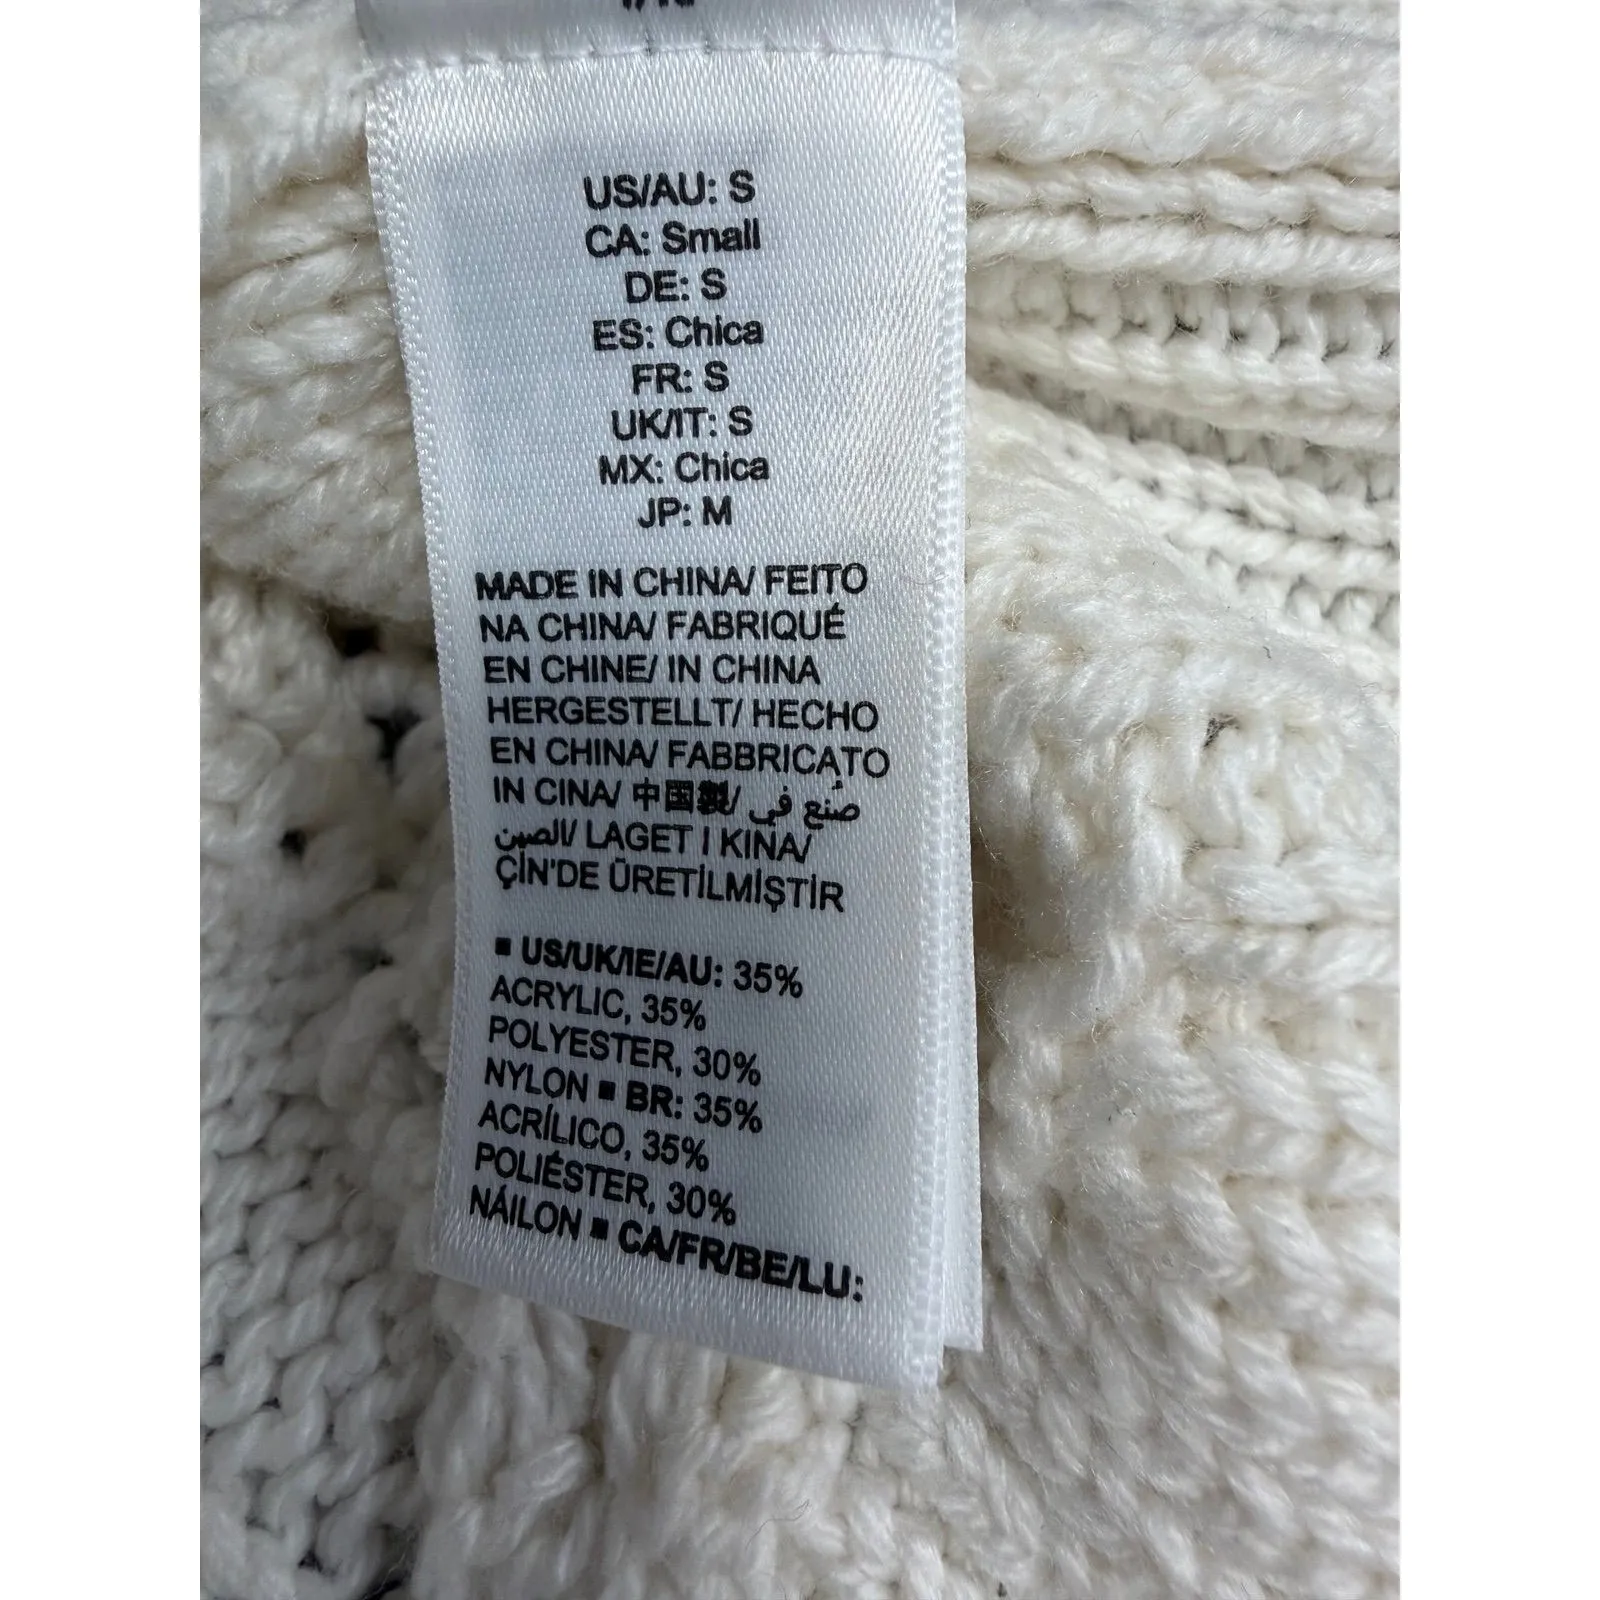 US/AU: S
CA: Small
DE: S
ES: Chica
FR: S
UK/IT: S
MX: Chica
JP: M
MADE IN CHINA/ FEITO
NA CHINA/ FABRIQUÉ
EN CHINE/ IN CHINA
HERGESTELLT/ HECHO
EN CHINA/ FABBRICATO
IN CINA/ 中国製/ صُنع في
الصين/ LAGET I KINA/
ÇİN'DE ÜRETİLMİŞTİR
▪ US/UK/IE/AU: 35%
ACRYLIC, 35%
POLYESTER, 30%
NYLON ▪ BR: 35%
ACRÍLICO, 35%
POLIÉSTER, 30%
NÁILON ▪ CA/FR/BE/LU: